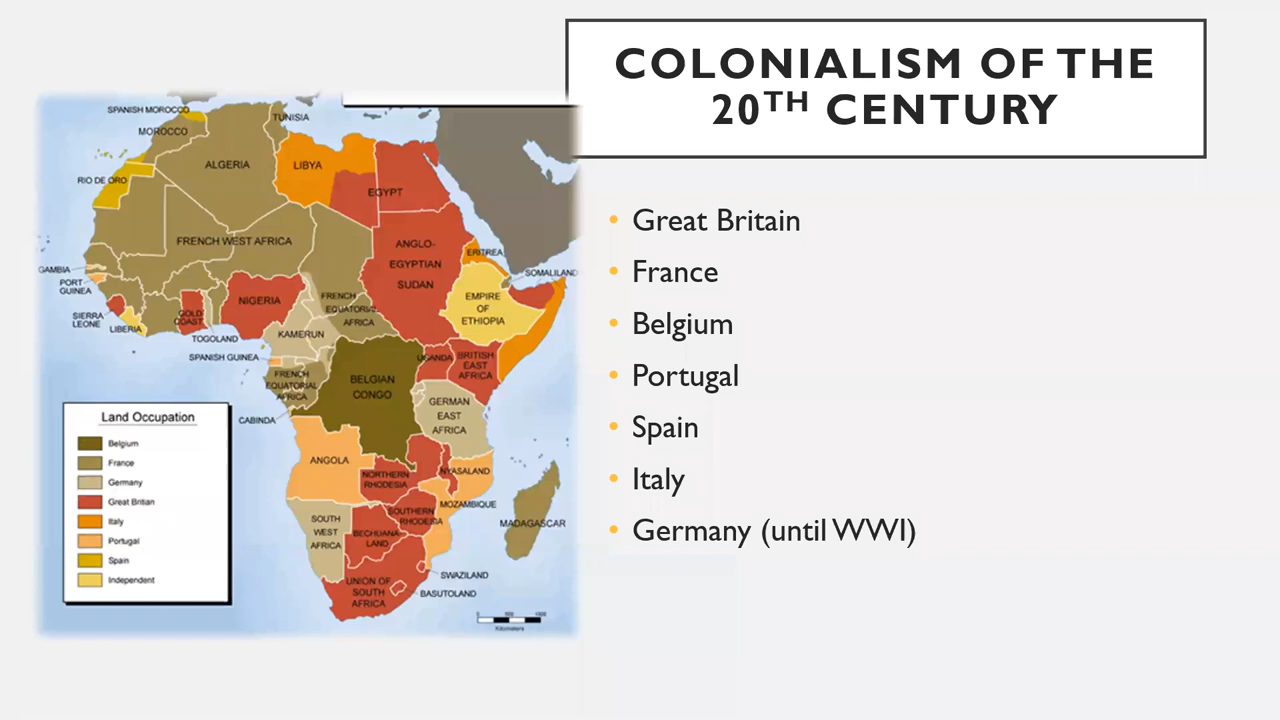 COLONIALISM OF THE
20TH CENTURY
SPANISH MOROCCO
MOROCCO
TUNISIA
ALGERIA
LIBYA
EGYPT
RIO DE ORO
FRENCH WEST AFRICA
ANGLO-
EGYPTIAN
SUDAN
ERITREA
SOMALILAND
GAMBIA
PORT
GUINEA
SIERRA
LEONE
LIBERIA
GOLD
COAST
TOGOLAND
NIGERIA
KAMERUN
FRENCH
EQUATORIAL
AFRICA
EMPIRE
OF
ETHIOPIA
SPANISH GUINEA
FRENCH
EQUATORIAL
AFRICA
BELGIAN
CONGO
UGANDA
BRITISH
EAST
AFRICA
GERMAN
EAST
AFRICA
CABINDA
ANGOLA
NORTHERN
RHODESIA
NYASALAND
MOZAMBIQUE
SOUTHERN
RHODESIA
MADAGASCAR
SOUTH
WEST
AFRICA
BECHUANA-
LAND
UNION OF
SOUTH
AFRICA
SWAZILAND
BASUTOLAND
Land Occupation
Belgium
France
Germany
Great Britian
Italy
Portugal
Spain
Independent
0 500 1000
Kilometers
• Great Britain
• France
• Belgium
• Portugal
• Spain
• Italy
• Germany (until WWI)